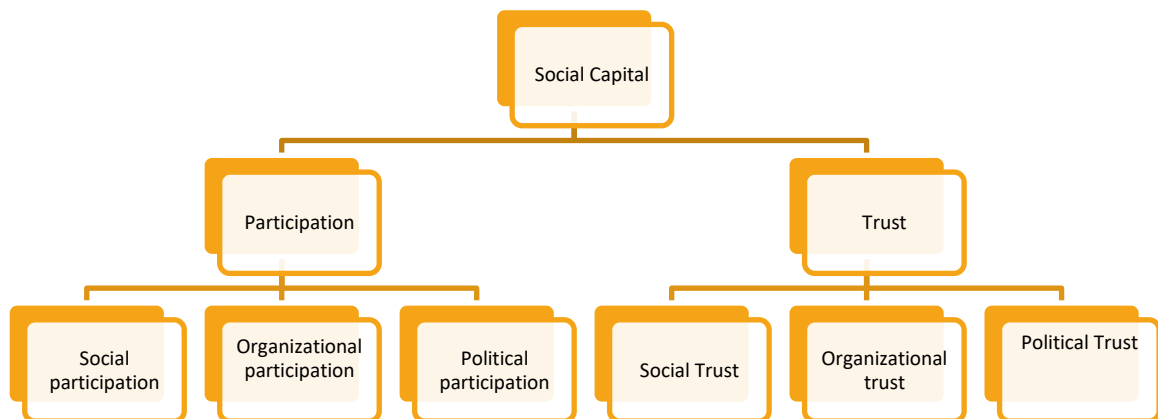 Social Capital
Participation
Trust
Social
participation
Organizational
participation
Political
participation
Social Trust
Organizational
trust
Political Trust